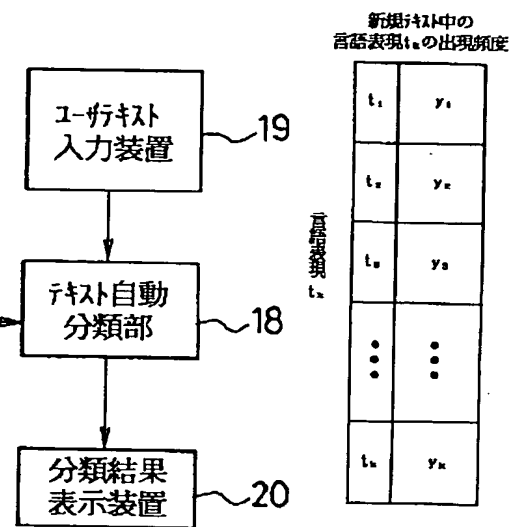 ユーザテキスト
入力装置
19
テキスト自動
分類部
18
分類結果
表示装置
20
新規テキスト中の
言語表現tₖの出現頻度
言語表現 tₖ
t₁ y₁
t₂ y₂
t₃ y₃
tₖ yₖ